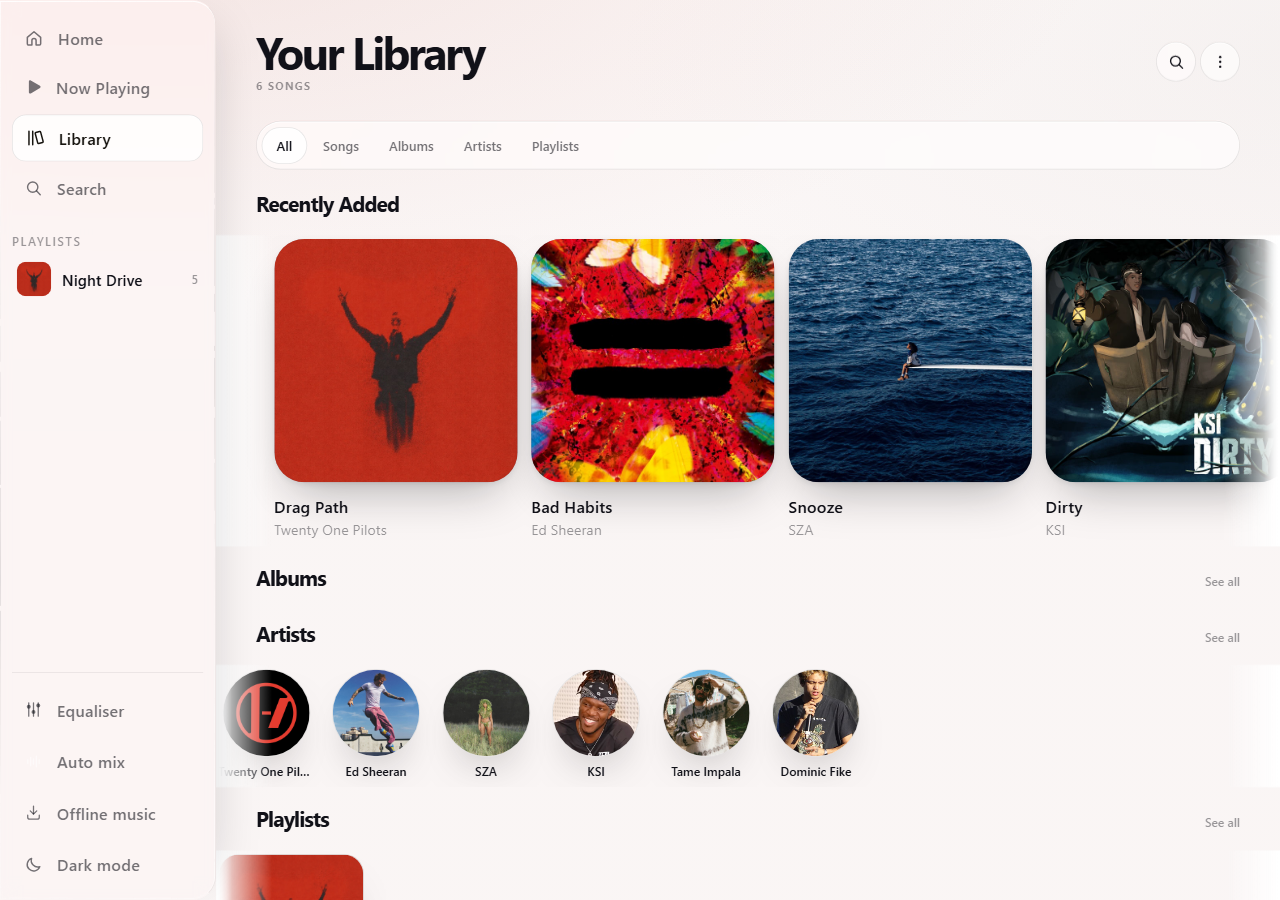 Home
Now Playing
Library
Search
PLAYLISTS
Night Drive 5
Equaliser
Auto mix
Offline music
Dark mode
Your Library
6 SONGS
All Songs Albums Artists Playlists
Recently Added
KSI
DIRTY
Drag Path
Twenty One Pilots
Bad Habits
Ed Sheeran
Snooze
SZA
Dirty
KSI
Albums See all
Artists See all
Twenty One Pil...
Ed Sheeran
SZA
KSI
Tame Impala
Dominic Fike
Playlists See all